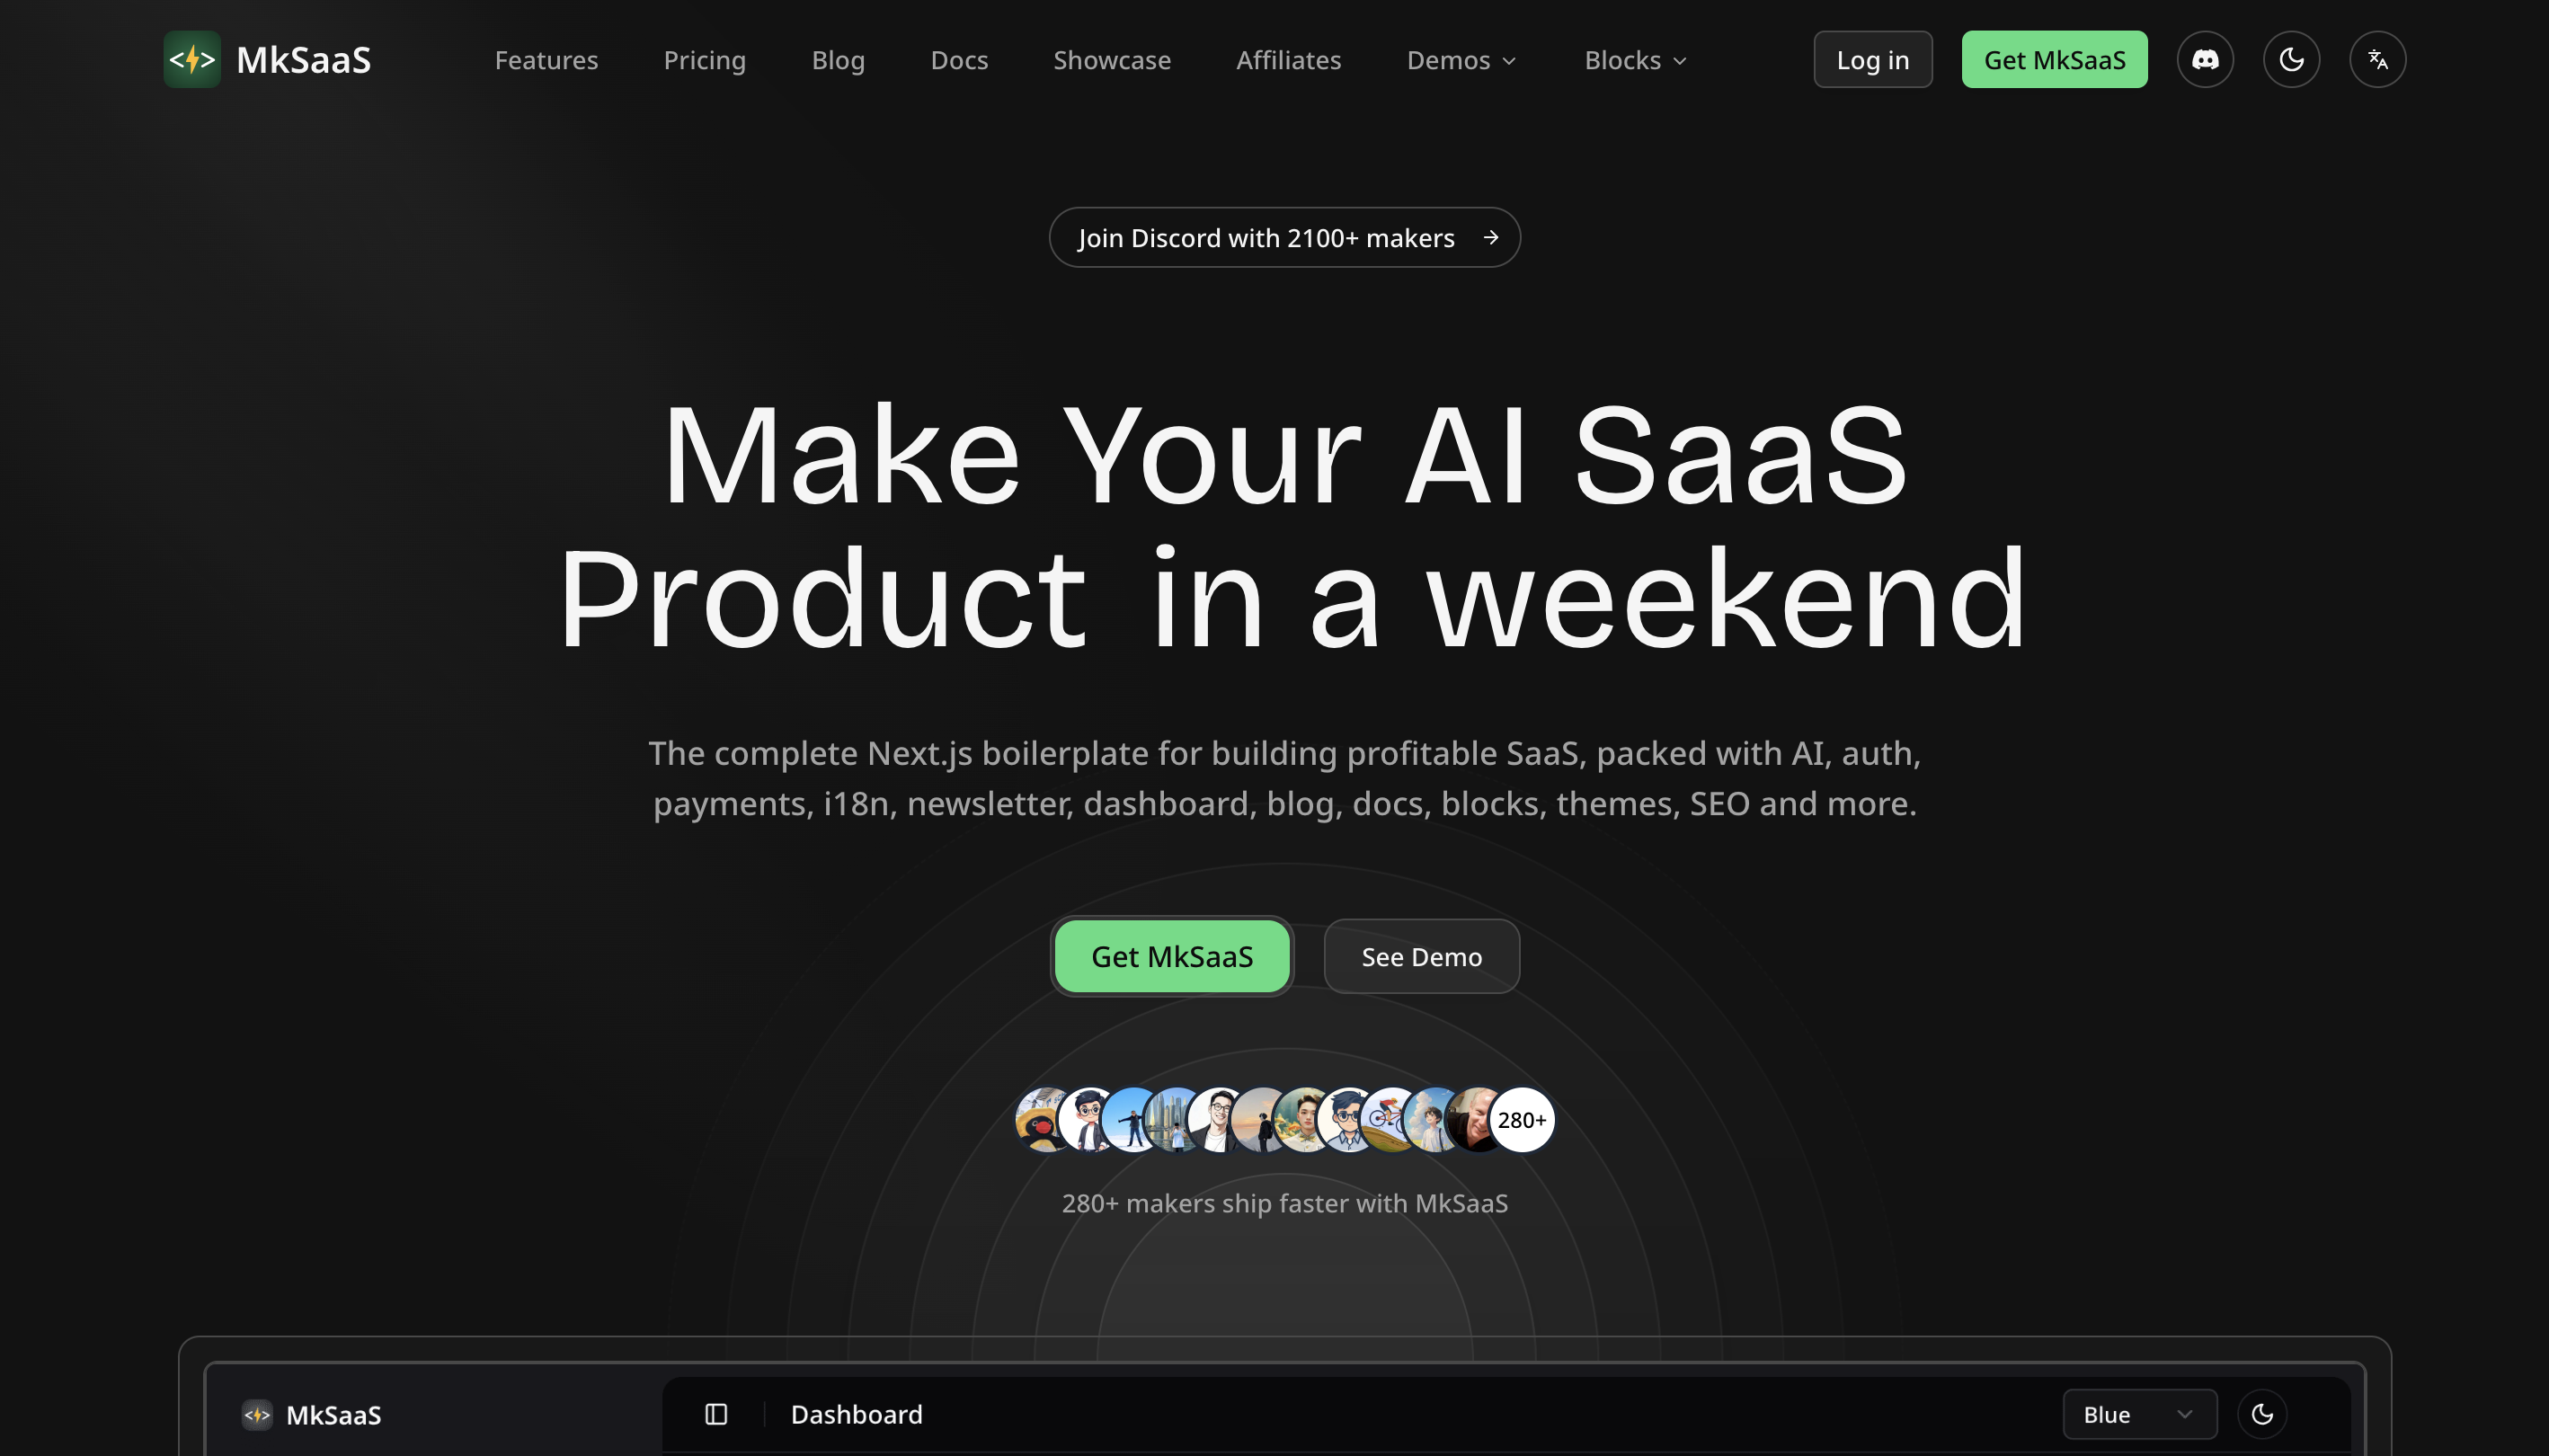 MkSaaS
Features
Pricing
Blog
Docs
Showcase
Affiliates
Demos
Blocks
Log in
Get MkSaaS
Join Discord with 2100+ makers
Make Your AI SaaS
Product in a weekend
The complete Next.js boilerplate for building profitable SaaS, packed with AI, auth,
payments, i18n, newsletter, dashboard, blog, docs, blocks, themes, SEO and more.
Get MkSaaS
See Demo
280+
280+ makers ship faster with MkSaaS
MkSaaS
Dashboard
Blue